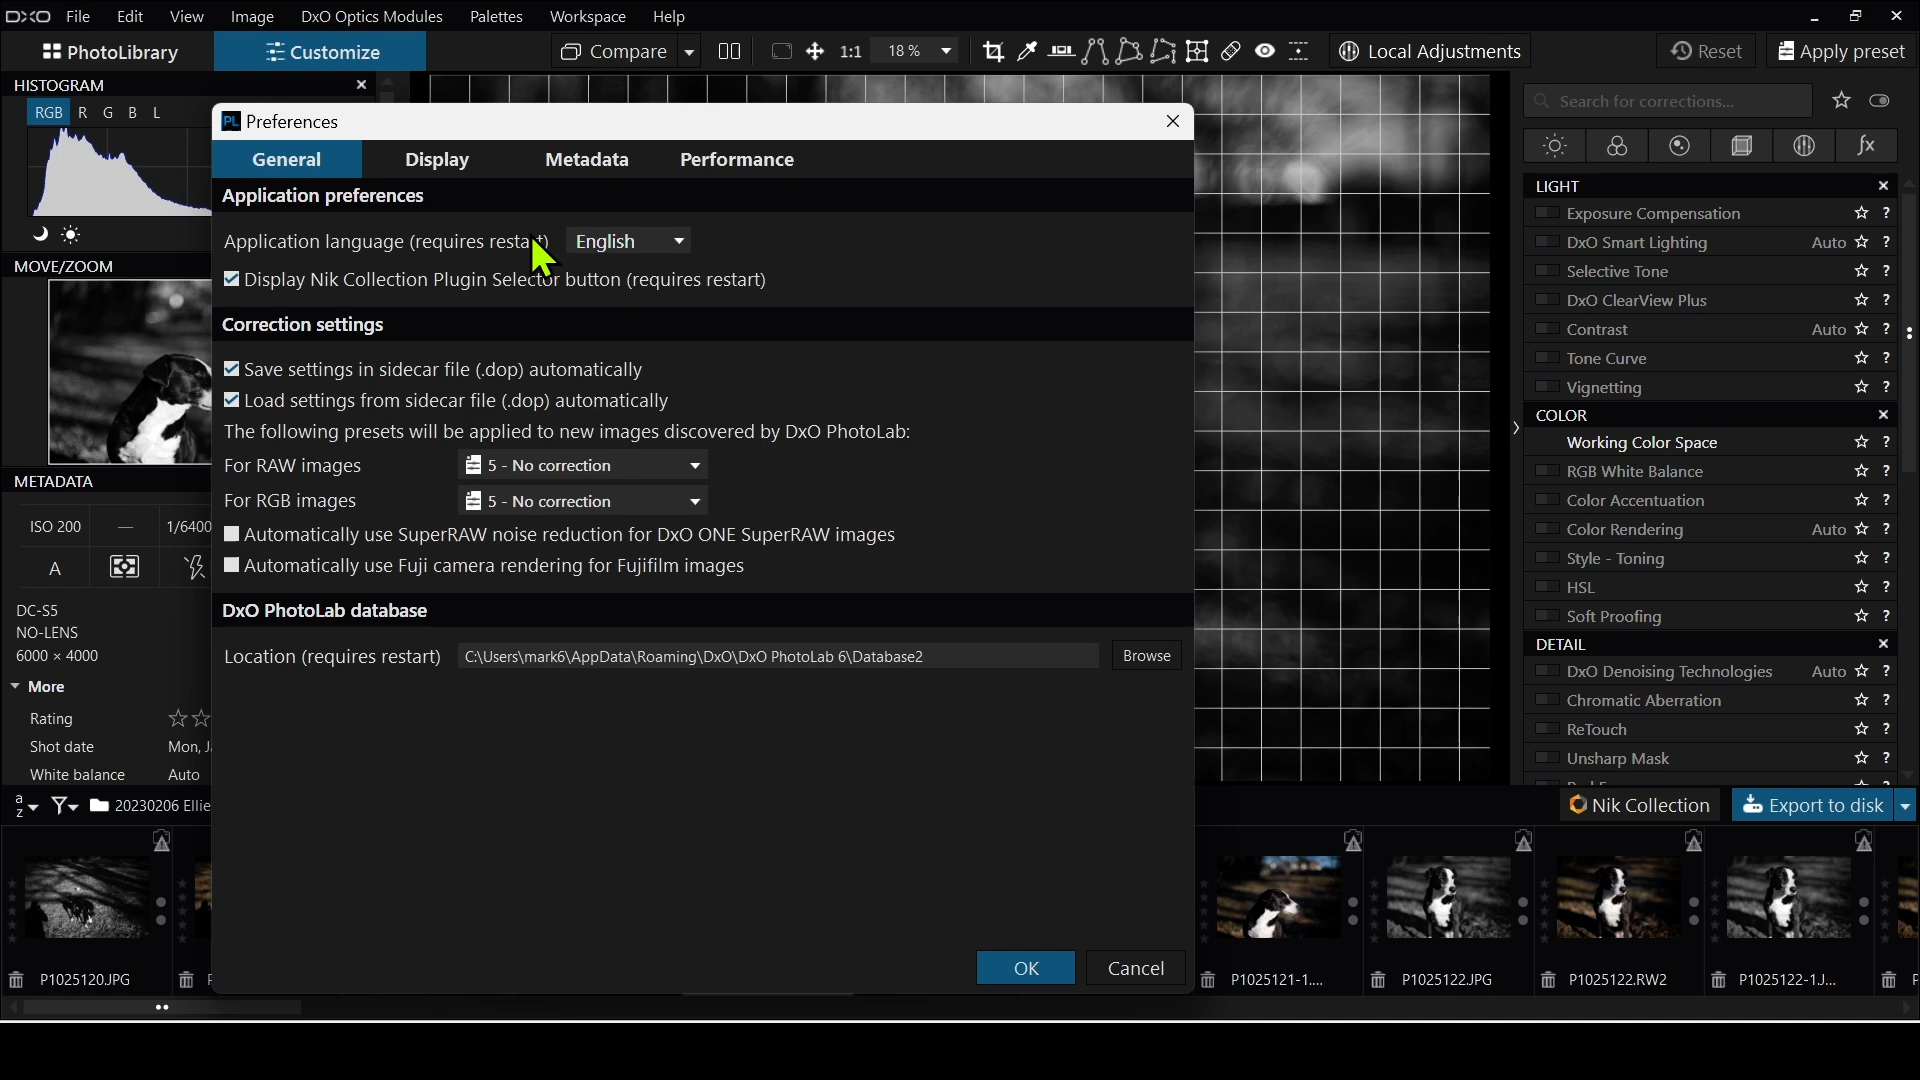 DXO File Edit View Image DxO Optics Modules Palettes Workspace Help
PhotoLibrary Customize Compare 1:1 18 % Local Adjustments Reset Apply preset
HISTOGRAM
RGB R G B L
MOVE/ZOOM
METADATA
ISO 200 — 1/6400
A
DC-S5
NO-LENS
6000 × 4000
More
Rating
Shot date Mon,
White balance Auto
PL Preferences
General Display Metadata Performance
Application preferences
Application language (requires restart) English
Display Nik Collection Plugin Selector button (requires restart)
Correction settings
Save settings in sidecar file (.dop) automatically
Load settings from sidecar file (.dop) automatically
The following presets will be applied to new images discovered by DxO PhotoLab:
For RAW images 5 - No correction
For RGB images 5 - No correction
Automatically use SuperRAW noise reduction for DxO ONE SuperRAW images
Automatically use Fuji camera rendering for Fujifilm images
DxO PhotoLab database
Location (requires restart) C:\Users\mark6\AppData\Roaming\DxO\DxO PhotoLab 6\Database2 Browse
OK Cancel
Search for corrections...
fx
LIGHT
Exposure Compensation ?
DxO Smart Lighting Auto ?
Selective Tone ?
DxO ClearView Plus ?
Contrast Auto ?
Tone Curve ?
Vignetting ?
COLOR
Working Color Space ?
RGB White Balance ?
Color Accentuation ?
Color Rendering Auto ?
Style - Toning ?
HSL ?
Soft Proofing ?
DETAIL
DxO Denoising Technologies Auto ?
Chromatic Aberration ?
ReTouch ?
Unsharp Mask ?
a z 20230206 Ellie Nik Collection Export to disk
P1025120.JPG P1025121-1.... P1025122.JPG P1025122.RW2 P1025122-1.J...